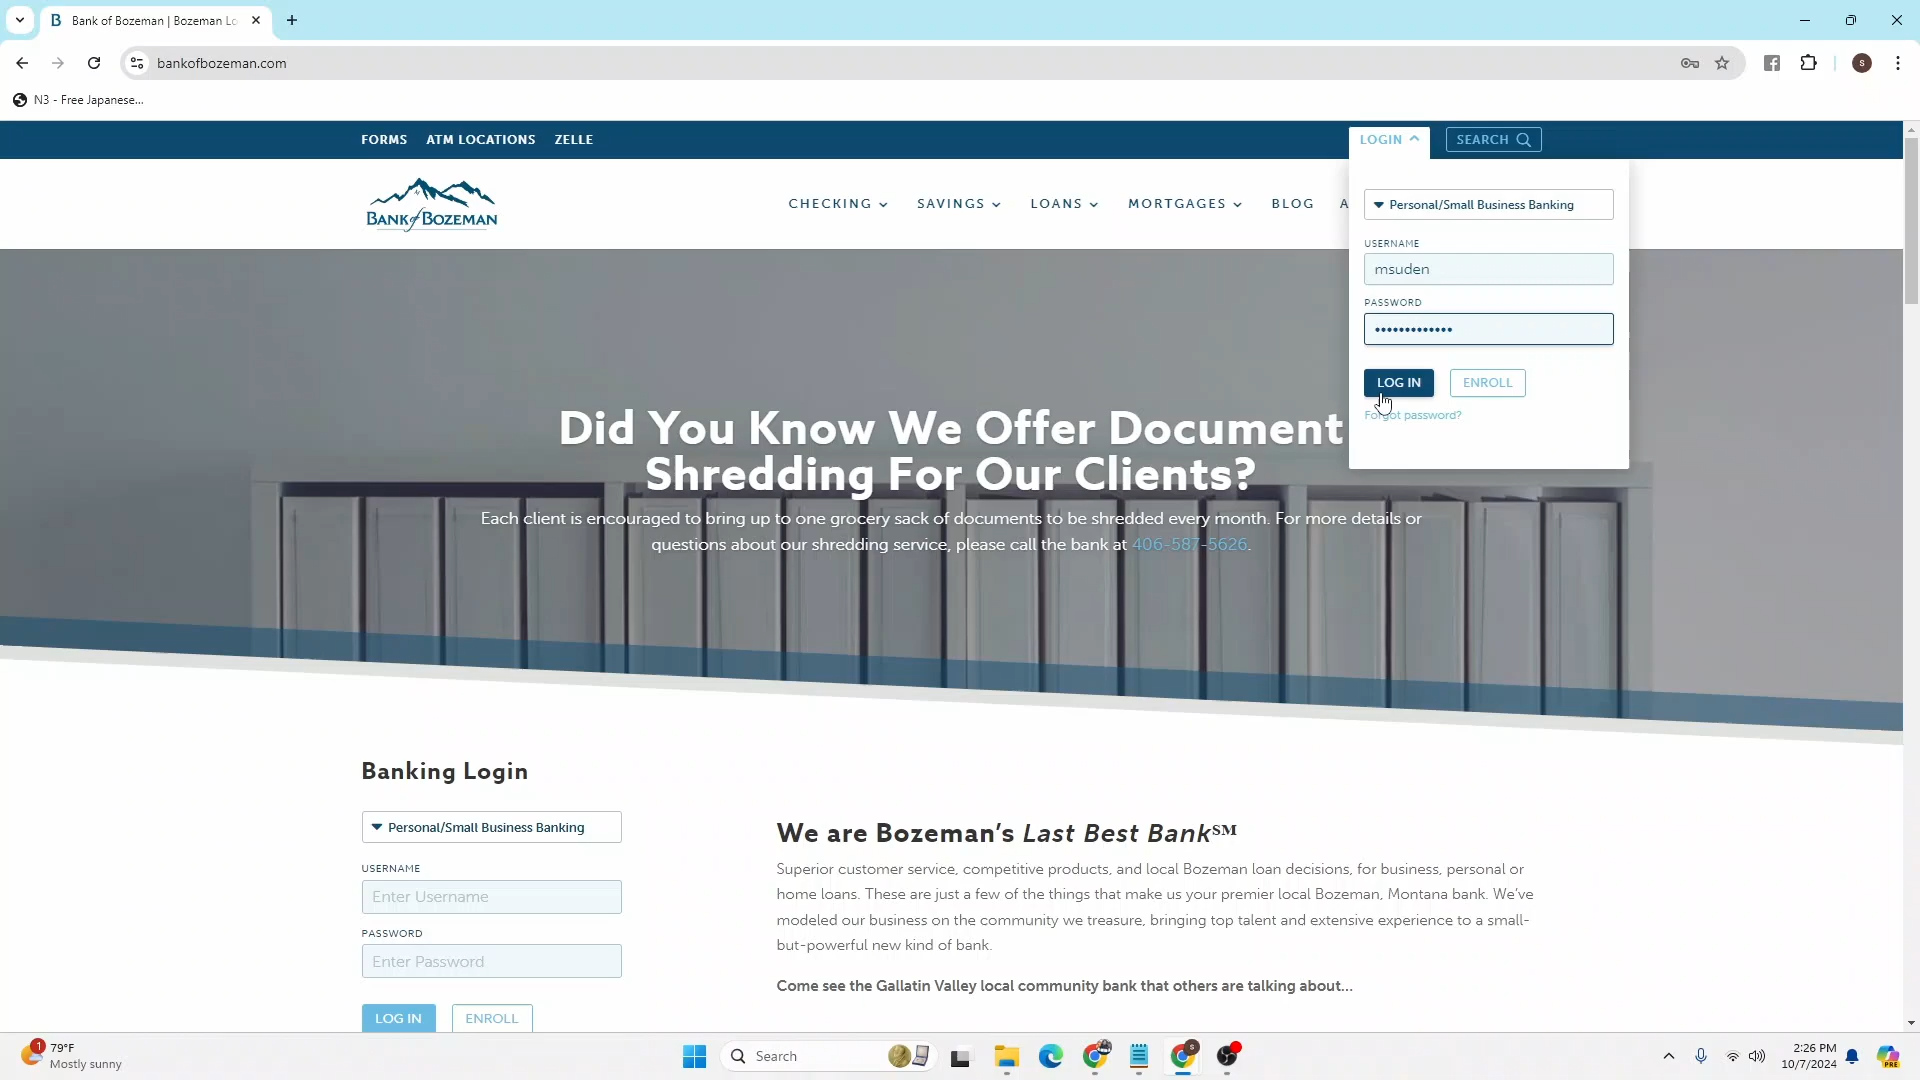 Bank of Bozeman | Bozeman Lo
bankofbozeman.com
S
N3 - Free Japanese...
FORMS ATM LOCATIONS ZELLE
LOGIN SEARCH
BANK of BOZEMAN
CHECKING SAVINGS LOANS MORTGAGES BLOG A
Personal/Small Business Banking
USERNAME
msuden
PASSWORD
•••••••••••••
LOG IN ENROLL
Forgot password?
Did You Know We Offer Document
Shredding For Our Clients?
Each client is encouraged to bring up to one grocery sack of documents to be shredded every month. For more details or
questions about our shredding service, please call the bank at 406-587-5626.
Banking Login
Personal/Small Business Banking
USERNAME
Enter Username
PASSWORD
Enter Password
LOG IN ENROLL
We are Bozeman's Last Best Bank℠
Superior customer service, competitive products, and local Bozeman loan decisions, for business, personal or
home loans. These are just a few of the things that make us your premier local Bozeman, Montana bank. We've
modeled our business on the community we treasure, bringing top talent and extensive experience to a small-
but-powerful new kind of bank.
Come see the Gallatin Valley local community bank that others are talking about...
1
79°F
Mostly sunny
Search
S
2:26 PM
10/7/2024
PRE